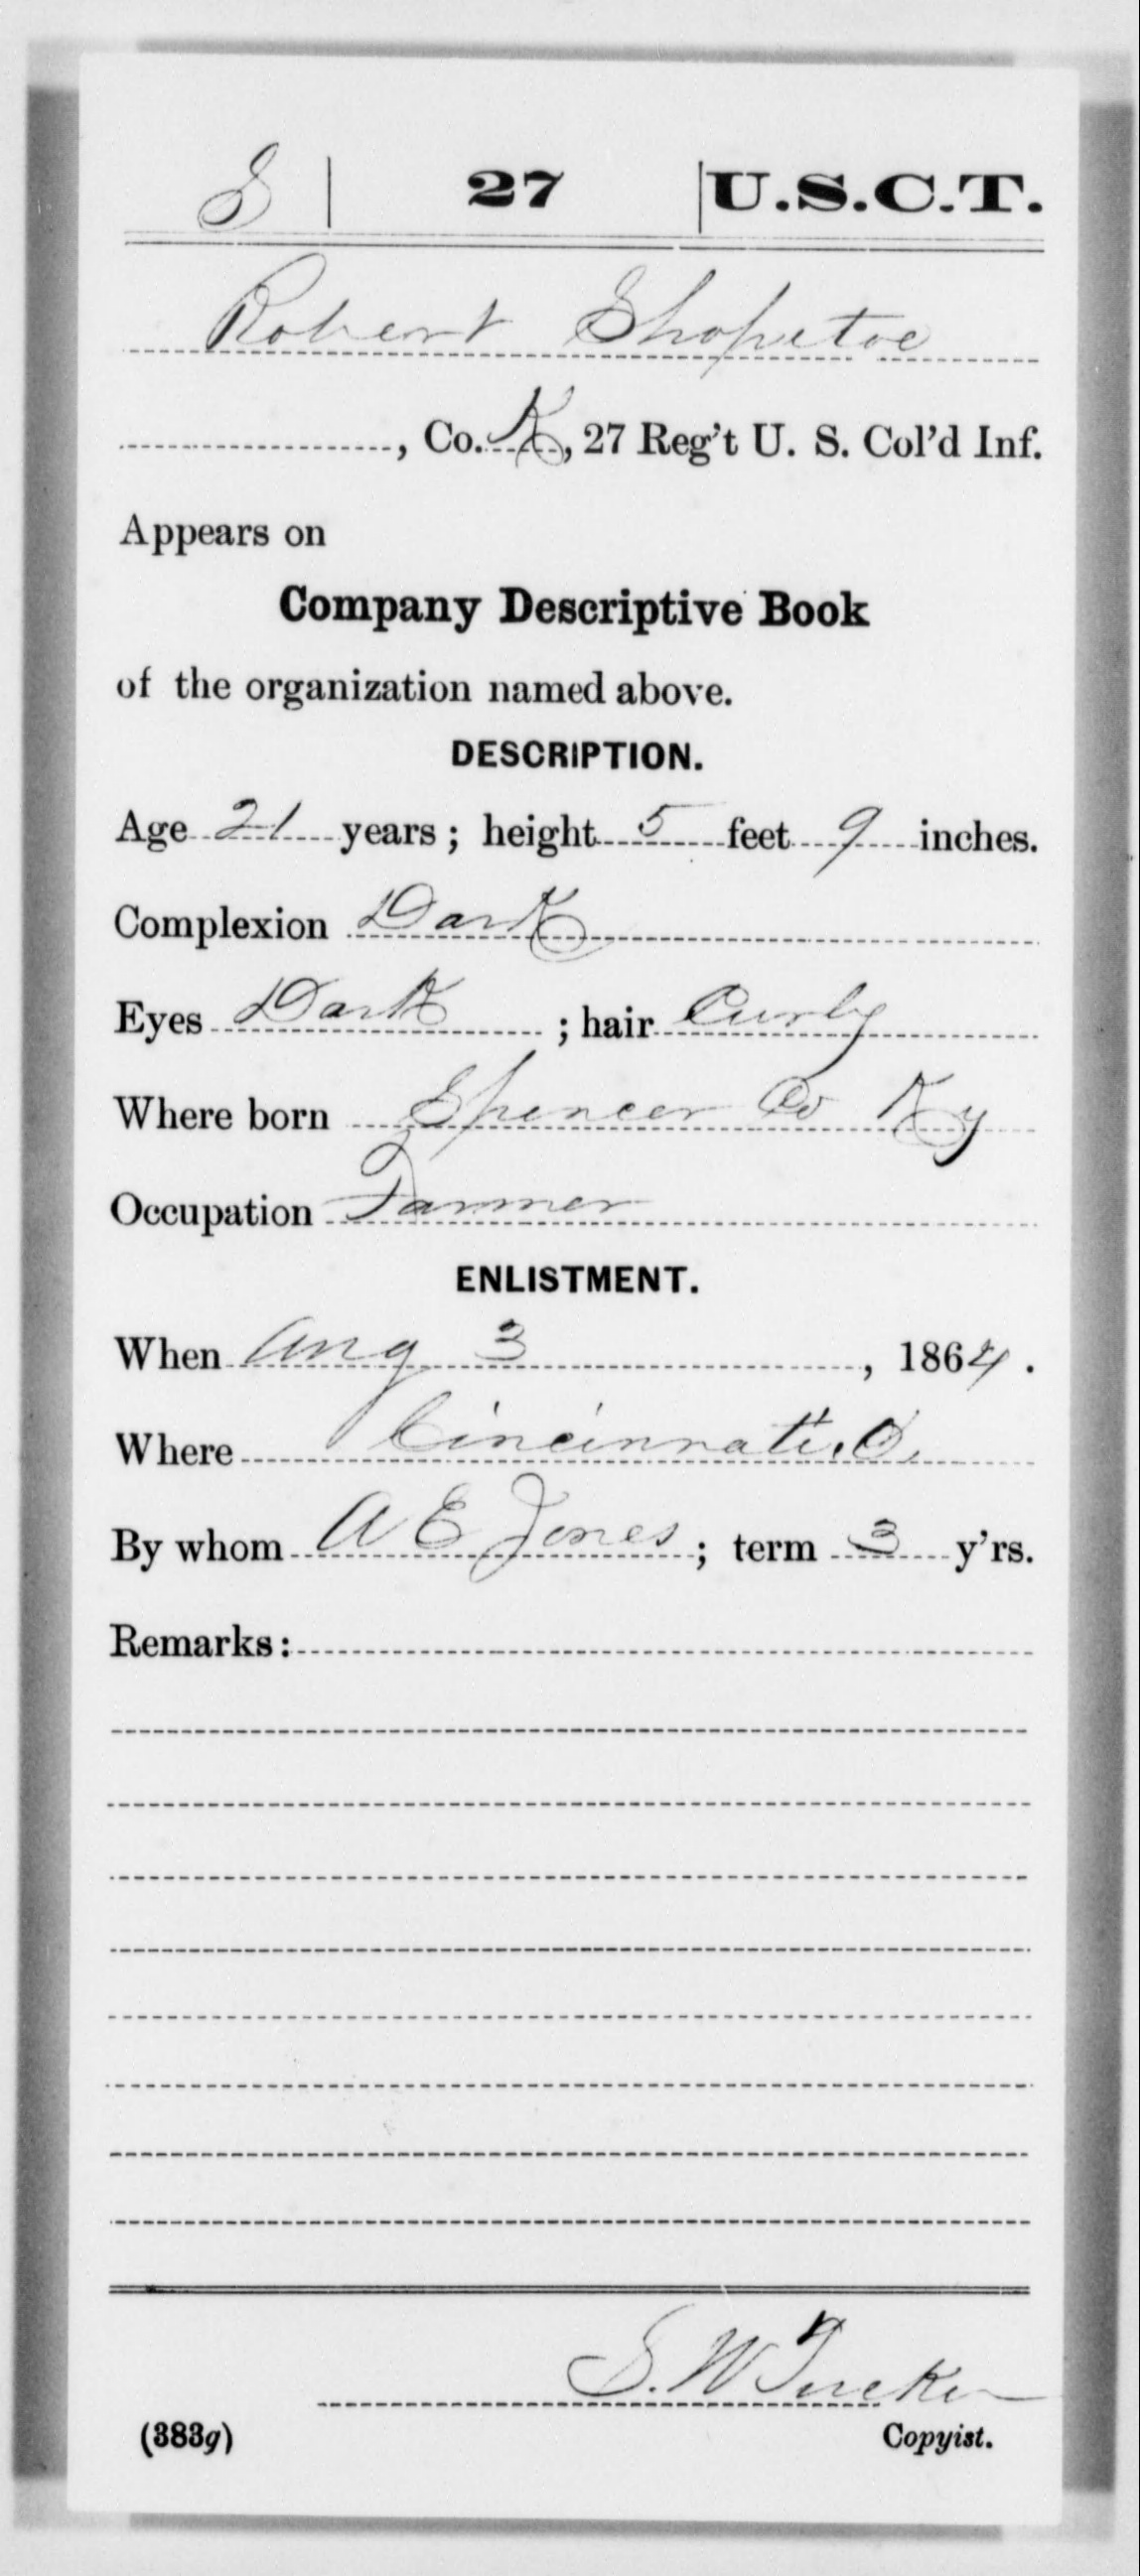 S | 27 | U.S.C.T.
Robert Shopetoe
, Co. K, 27 Reg't U. S. Col'd Inf.
Appears on
Company Descriptive Book
of the organization named above.
DESCRIPTION.
Age 21 years; height 5 feet 9 inches.
Complexion Dark
Eyes Dark; hair Curly
Where born Spencer Co Ky
Occupation Farmer
ENLISTMENT.
When Aug 3, 1864.
Where Cincinnati, O.
By whom A E Jones; term 3 y'rs.
Remarks:
S. W. Tucker
(383g) Copyist.